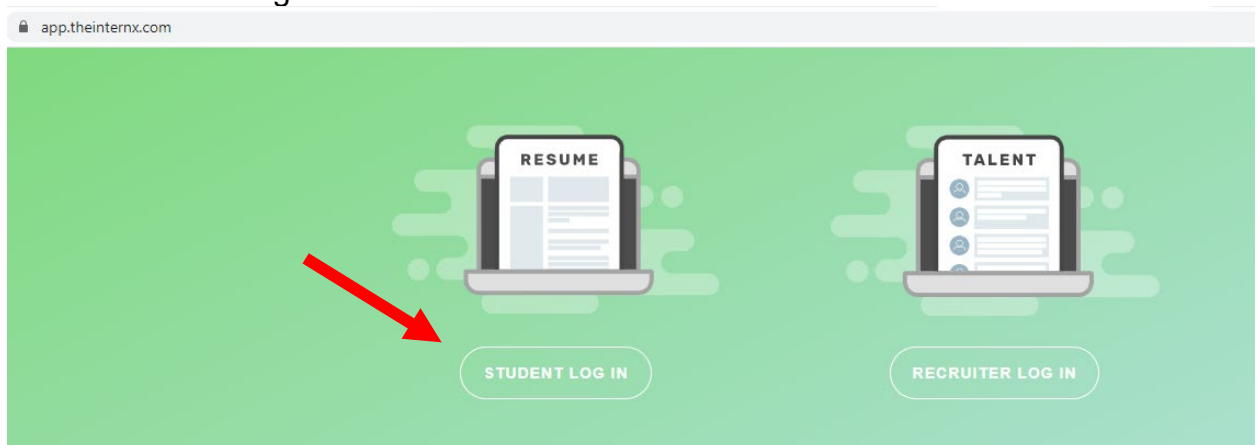 app.theinternx.com
RESUME
TALENT
STUDENT LOG IN
RECRUITER LOG IN